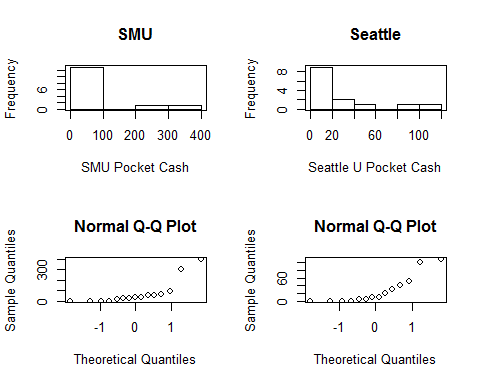 SMU
Frequency
0 6
0 100 200 300 400
SMU Pocket Cash
Seattle
Frequency
0 4 8
0 20 60 100
Seattle U Pocket Cash
Normal Q-Q Plot
Sample Quantiles
0 300
-1 0 1
Theoretical Quantiles
Normal Q-Q Plot
Sample Quantiles
0 60
-1 0 1
Theoretical Quantiles